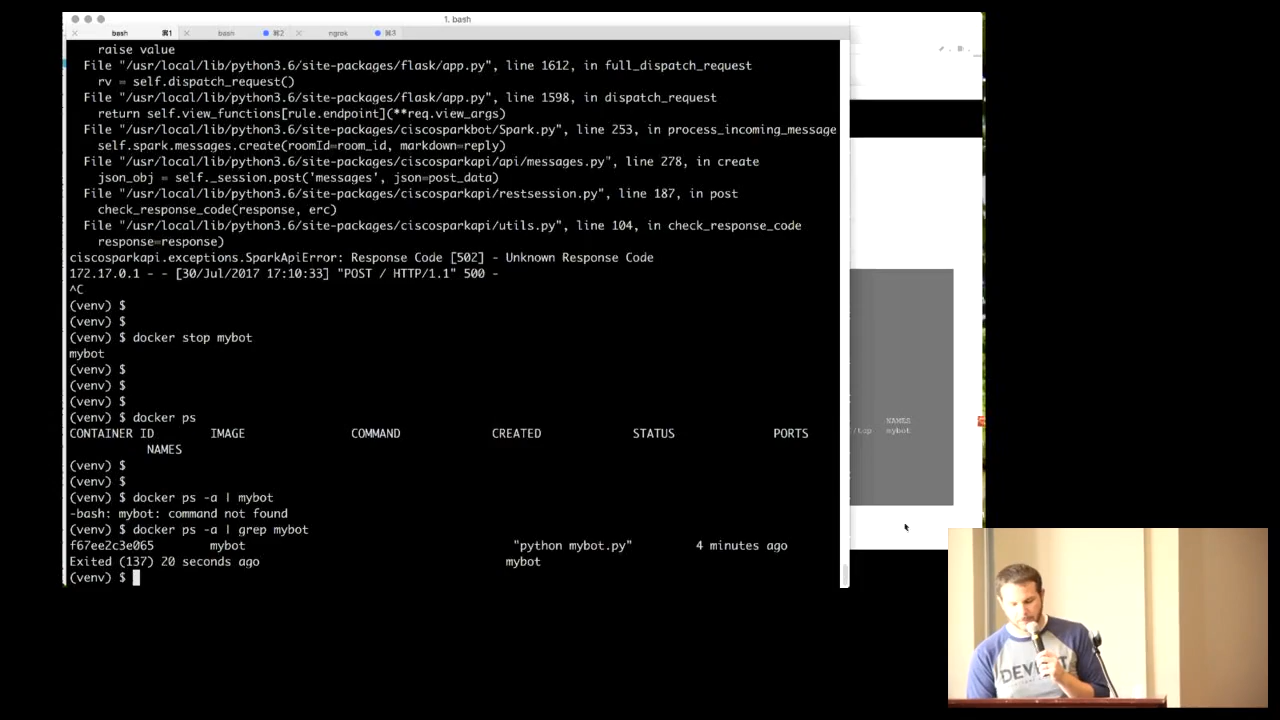 1. bash
bash ⌘1 bash ⌘2 ngrok ⌘3
raise value
File "/usr/local/lib/python3.6/site-packages/flask/app.py", line 1612, in full_dispatch_request
rv = self.dispatch_request()
File "/usr/local/lib/python3.6/site-packages/flask/app.py", line 1598, in dispatch_request
return self.view_functions[rule.endpoint](**req.view_args)
File "/usr/local/lib/python3.6/site-packages/ciscosparkbot/Spark.py", line 253, in process_incoming_message
self.spark.messages.create(roomId=room_id, markdown=reply)
File "/usr/local/lib/python3.6/site-packages/ciscosparkapi/api/messages.py", line 278, in create
json_obj = self._session.post('messages', json=post_data)
File "/usr/local/lib/python3.6/site-packages/ciscosparkapi/restsession.py", line 187, in post
check_response_code(response, erc)
File "/usr/local/lib/python3.6/site-packages/ciscosparkapi/utils.py", line 104, in check_response_code
response=response)
ciscosparkapi.exceptions.SparkApiError: Response Code [502] - Unknown Response Code
172.17.0.1 - - [30/Jul/2017 17:10:33] "POST / HTTP/1.1" 500 -
^C
(venv) $
(venv) $
(venv) $ docker stop mybot
mybot
(venv) $
(venv) $
(venv) $
(venv) $ docker ps
CONTAINER ID IMAGE COMMAND CREATED STATUS PORTS
NAMES
(venv) $
(venv) $
(venv) $ docker ps -a | mybot
-bash: mybot: command not found
(venv) $ docker ps -a | grep mybot
f67ee2c3e065 mybot "python mybot.py" 4 minutes ago
Exited (137) 20 seconds ago mybot
(venv) $
NAMES
/tcp mybot